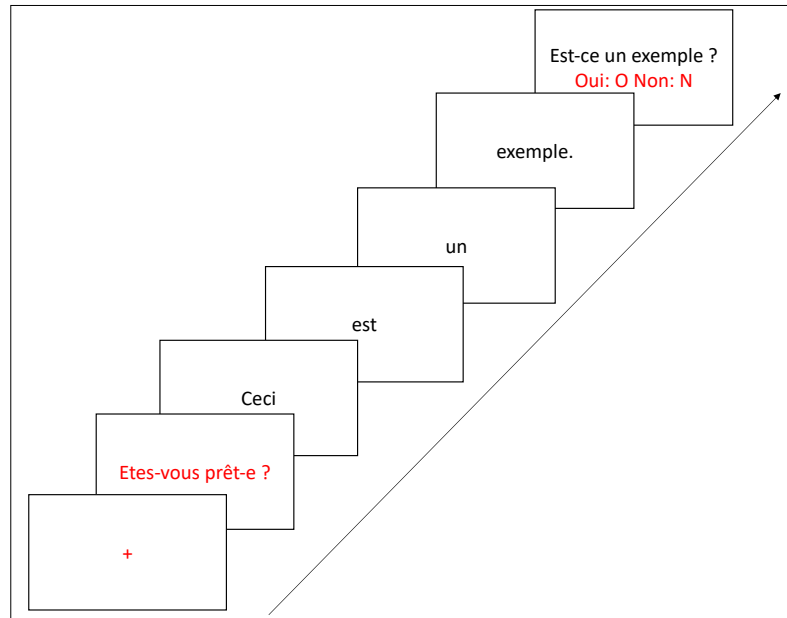 +
Etes-vous prêt-e ?
Ceci
est
un
exemple.
Est-ce un exemple ?
Oui: O Non: N